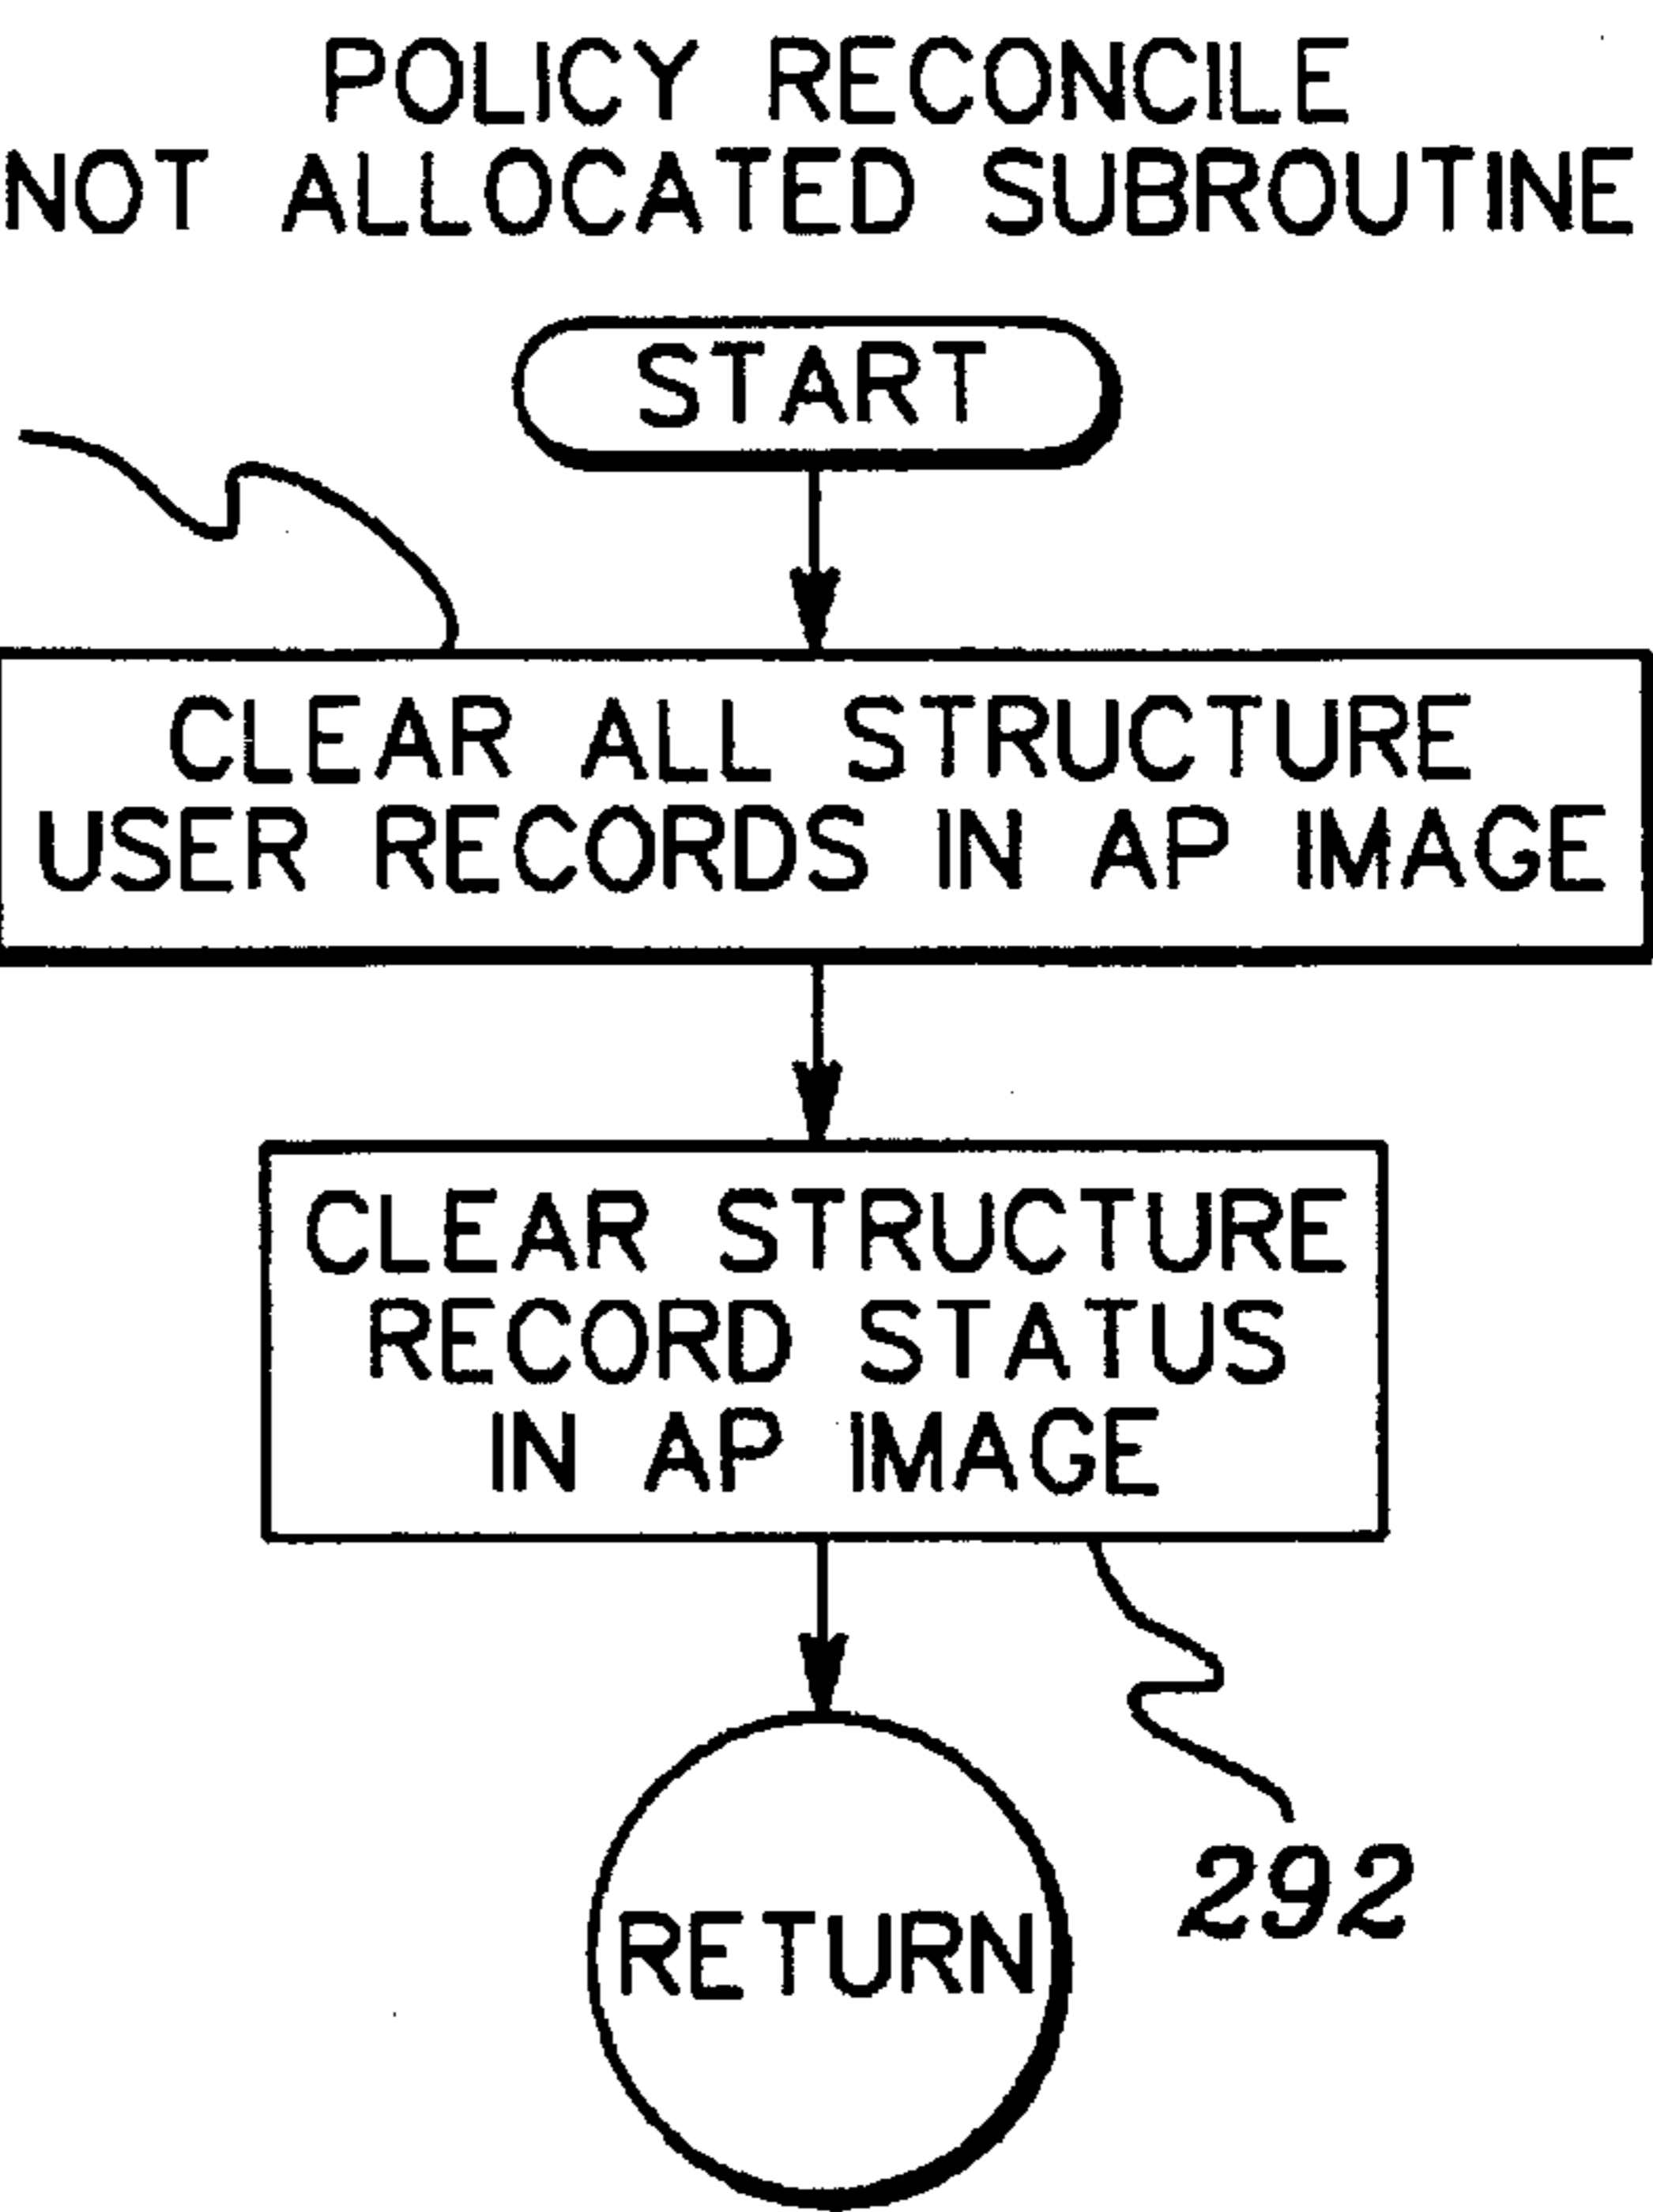 POLICY RECONCILE
NOT ALLOCATED SUBROUTINE
START
CLEAR ALL STRUCTURE
USER RECORDS IN AP IMAGE
CLEAR STRUCTURE
RECORD STATUS
IN AP IMAGE
RETURN
292